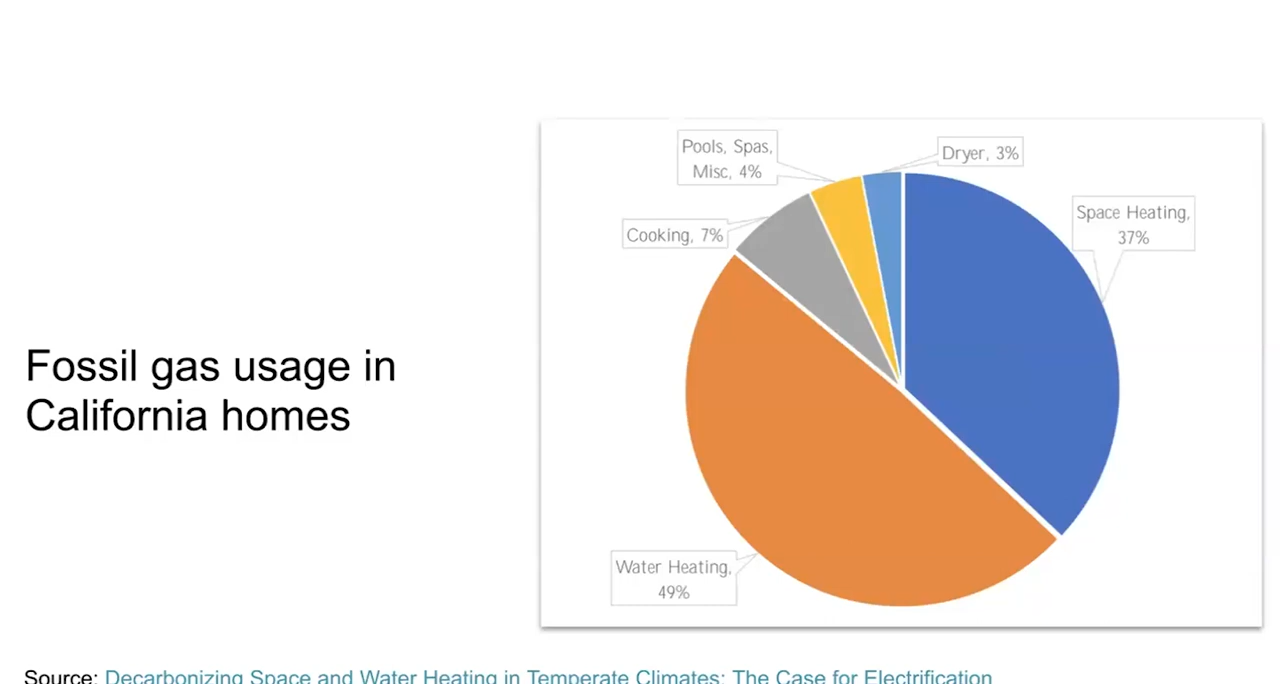 Pools, Spas,
Misc, 4%
Dryer, 3%
Space Heating,
37%
Cooking, 7%
Fossil gas usage in
California homes
Water Heating,
49%
Source: Decarbonizing Space and Water Heating in Temperate Climates: The Case for Electrification